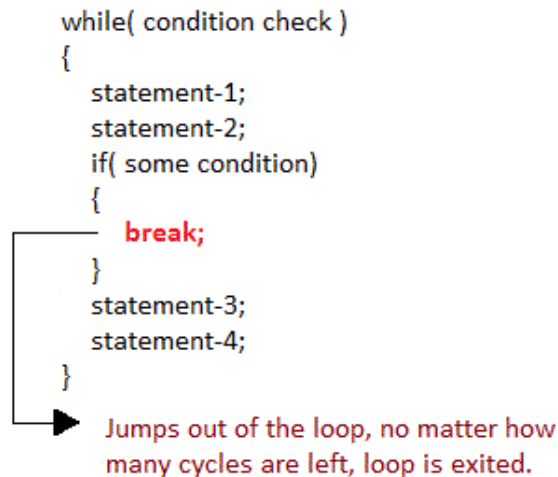 while( condition check )
{
statement-1;
statement-2;
if( some condition)
{
break;
}
statement-3;
statement-4;
}
Jumps out of the loop, no matter how
many cycles are left, loop is exited.